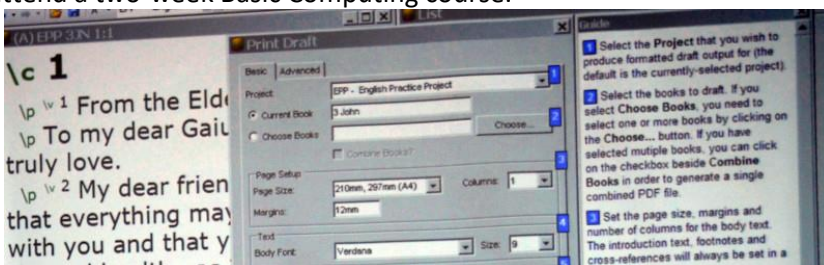 attend a two-week Basic Computing course.
List
(A) EPP 3JN 1:1
\c 1
\p \v 1 From the Elde
\p To my dear Gaiu
truly love.
\p \v 2 My dear frien
that everything may
with you and that y
Print Draft
Basic Advanced
Project: EPP - English Practice Project 1
Current Book 3 John
Choose Books Choose... 2
Combine Books?
Page Setup 3
Page Size: 210mm, 297mm (A4) Columns: 1
Margins: 12mm
Text 4
Body Font: Verdana Size: 9
5
Guide
1 Select the Project that you wish to
produce formatted draft output for (the
default is the currently-selected project).
2 Select the books to draft. If you
select Choose Books, you need to
select one or more books by clicking on
the Choose... button. If you have
selected mutiple books, you can click
on the checkbox beside Combine
Books in order to generate a single
combined PDF file.
3 Set the page size, margins and
number of columns for the body text.
The introduction text, footnotes and
cross-references will always be set in a